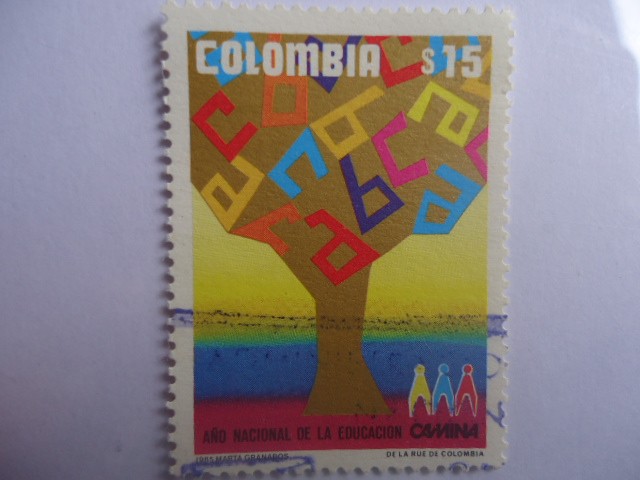 COLOMBIA $15
AÑO NACIONAL DE LA EDUCACION CAMINA
1985 MARTA GRANADOS DE LA RUE DE COLOMBIA